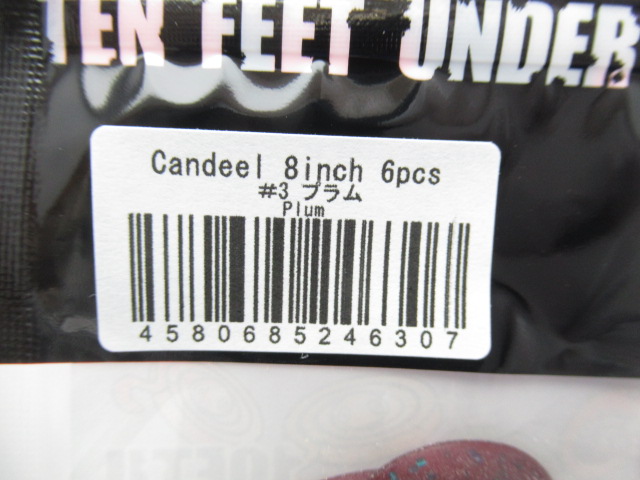 TEN FEET UNDER
Candeel 8inch 6pcs
#3 プラム
Plum
4580685246307